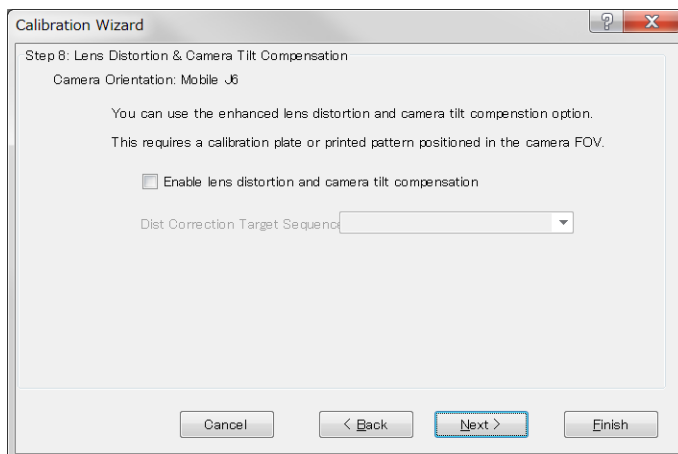 Calibration Wizard
Step 8: Lens Distortion & Camera Tilt Compensation
Camera Orientation: Mobile J6
You can use the enhanced lens distortion and camera tilt compenstion option.
This requires a calibration plate or printed pattern positioned in the camera FOV.
Enable lens distortion and camera tilt compensation
Dist Correction Target Sequence
Cancel < Back Next > Finish